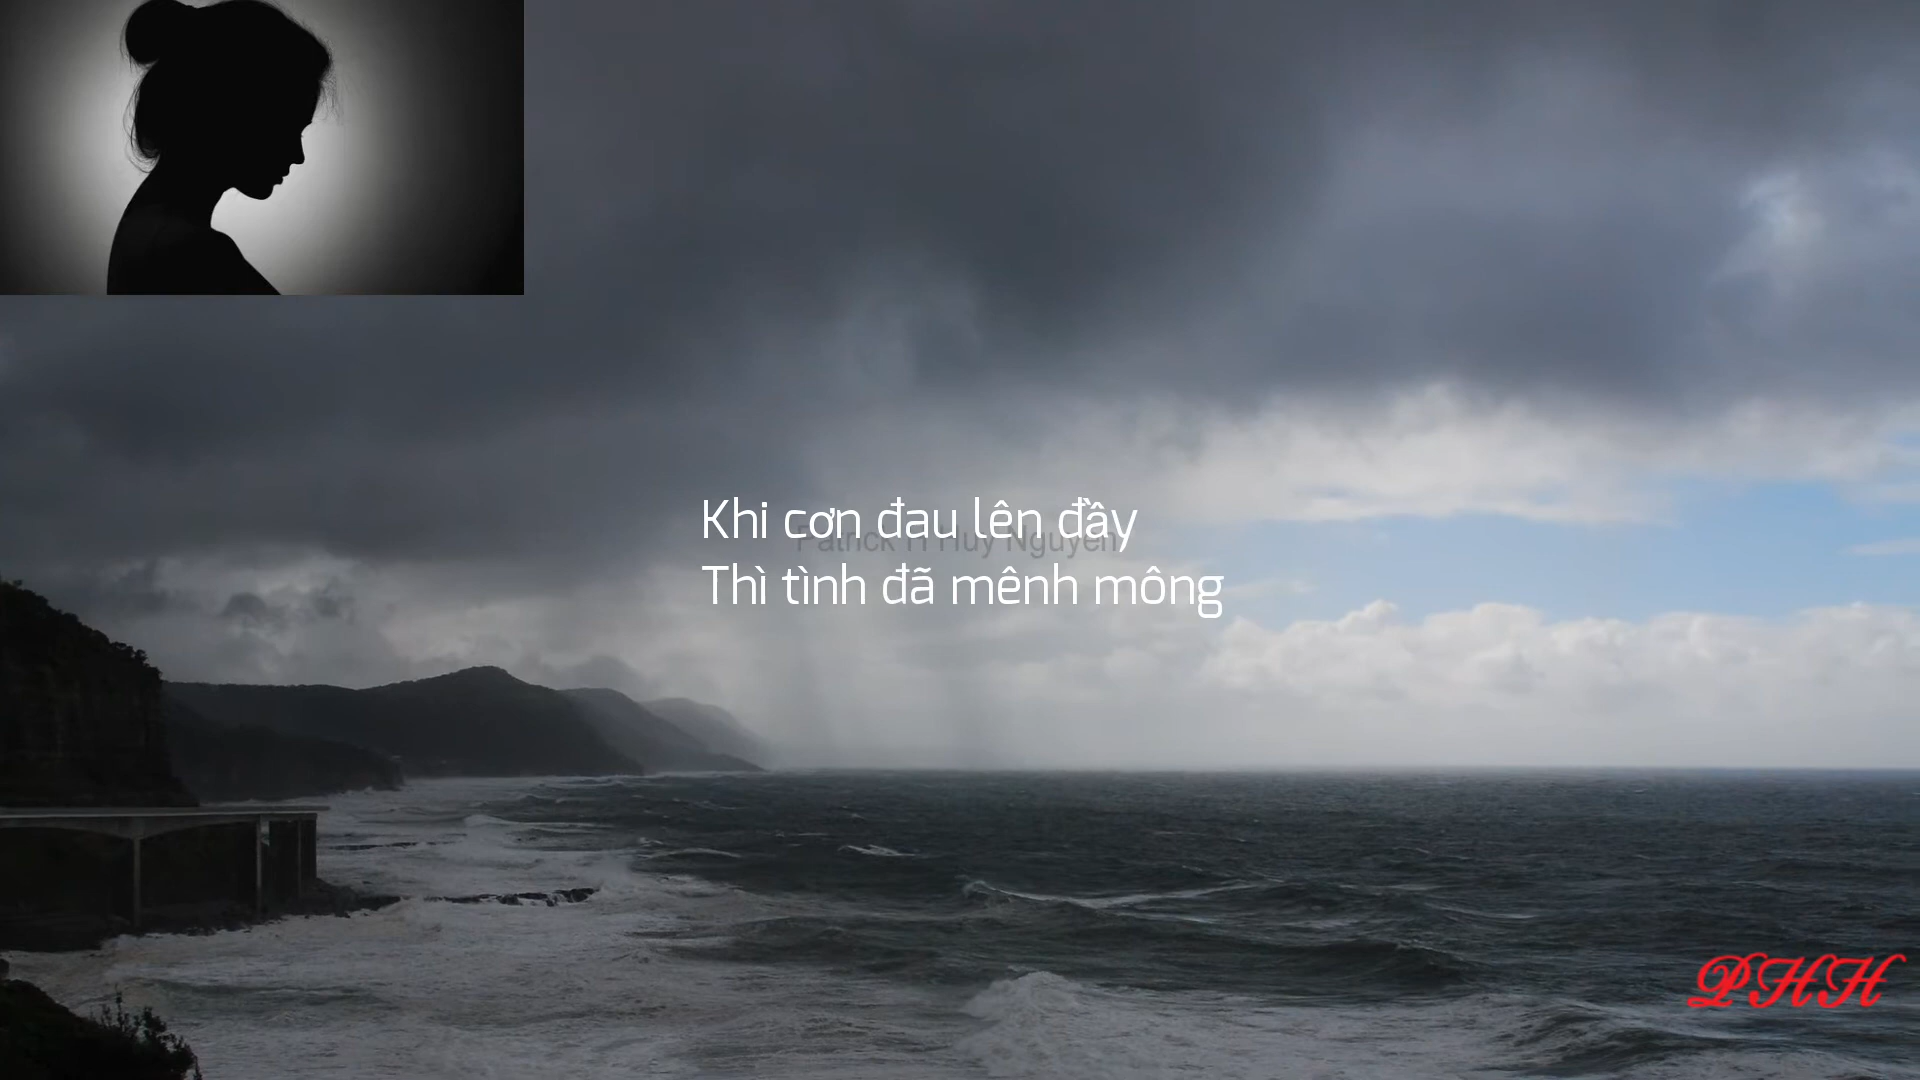 Khi cơn đau lên đầy
Patrick H Huy Nguyen
Thì tình đã mênh mông
PHH